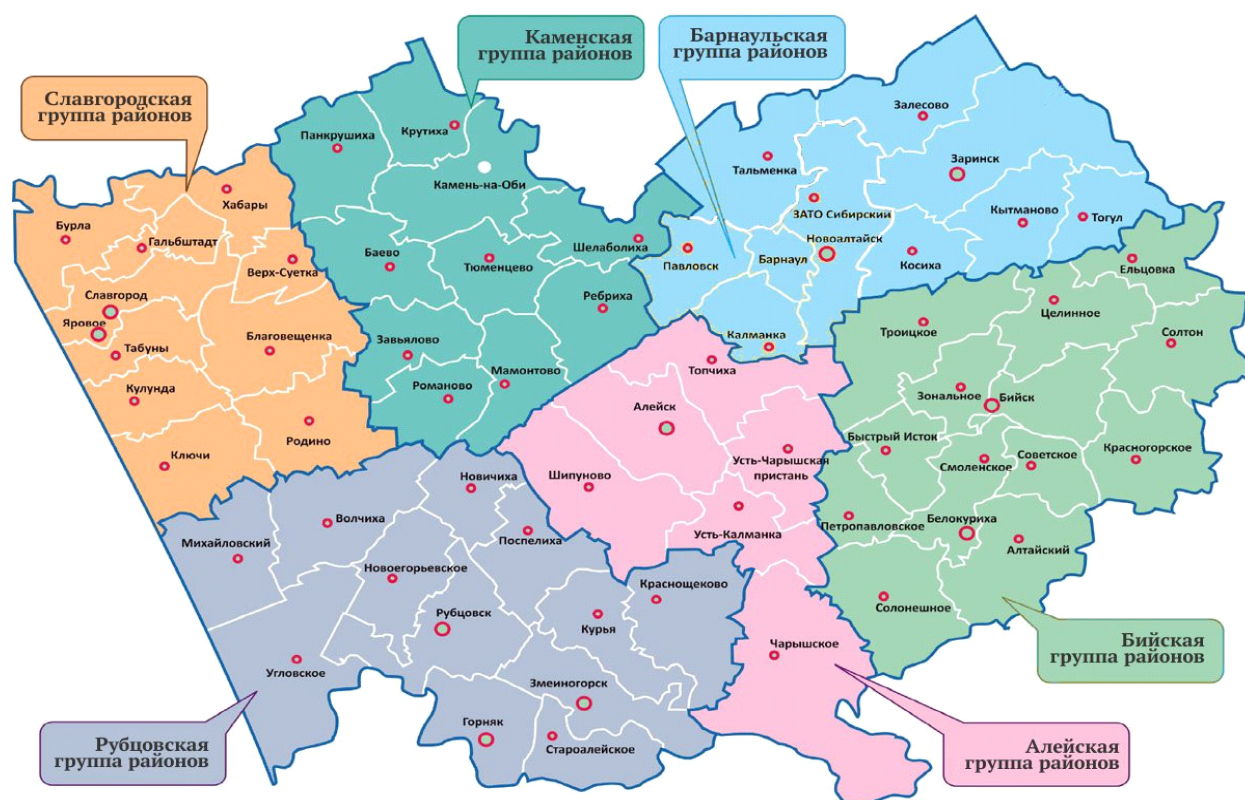 Каменская
группа районов
Барнаульская
группа районов
Славгородская
группа районов
Панкрушиха
Крутиха
Камень-на-Оби
Залесово
Тальменка
Заринск
ЗАТО Сибирский
Хабары
Бурла
Гальбштадт
Верх-Суетка
Баево
Тюменцево
Шелаболиха
Павловск
Барнаул
Новоалтайск
Косиха
Кытманово
Тогул
Ельцовка
Славгород
Яровое
Табуны
Благовещенка
Завьялово
Ребриха
Калманка
Троицкое
Целинное
Солтон
Кулунда
Романово
Мамонтово
Топчиха
Алейск
Зональное
Бийск
Ключи
Родино
Новичиха
Шипуново
Усть-Чарышская
пристань
Быстрый Исток
Смоленское
Советское
Красногорское
Михайловский
Волчиха
Поспелиха
Усть-Калманка
Петропавловское
Белокуриха
Алтайский
Новоегорьевское
Рубцовск
Краснощеково
Курья
Солонешное
Угловское
Чарышское
Змеиногорск
Горняк
Староалейское
Бийская
группа районов
Рубцовская
группа районов
Алейская
группа районов